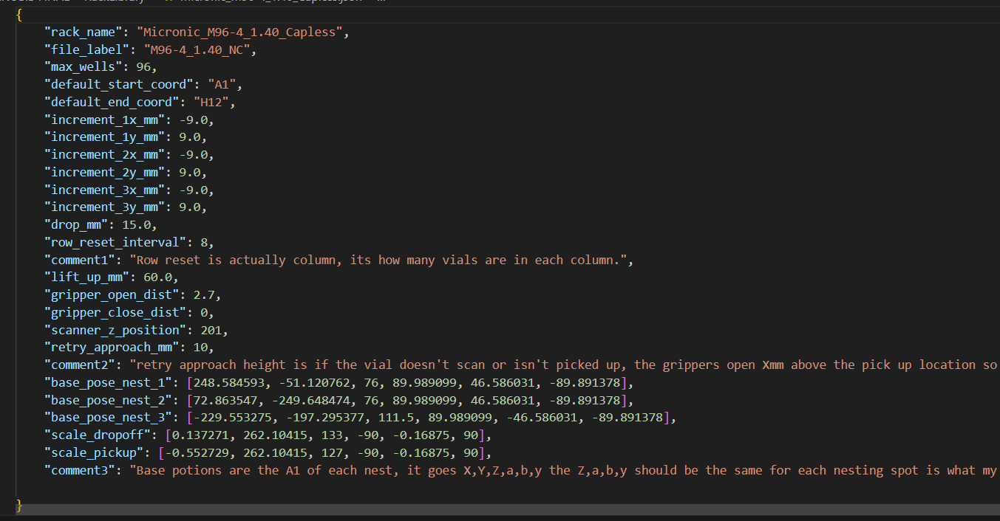 {
"rack_name": "Micronic_M96-4_1.40_Capless",
"file_label": "M96-4_1.40_NC",
"max_wells": 96,
"default_start_coord": "A1",
"default_end_coord": "H12",
"increment_1x_mm": -9.0,
"increment_1y_mm": 9.0,
"increment_2x_mm": -9.0,
"increment_2y_mm": 9.0,
"increment_3x_mm": -9.0,
"increment_3y_mm": 9.0,
"drop_mm": 15.0,
"row_reset_interval": 8,
"comment1": "Row reset is actually column, its how many vials are in each column.",
"lift_up_mm": 60.0,
"gripper_open_dist": 2.7,
"gripper_close_dist": 0,
"scanner_z_position": 201,
"retry_approach_mm": 10,
"comment2": "retry approach height is if the vial doesn't scan or isn't picked up, the grippers open Xmm above the pick up location so
"base_pose_nest_1": [248.584593, -51.120762, 76, 89.989099, 46.586031, -89.891378],
"base_pose_nest_2": [72.863547, -249.648474, 76, 89.989099, 46.586031, -89.891378],
"base_pose_nest_3": [-229.553275, -197.295377, 111.5, 89.989099, -46.586031, -89.891378],
"scale_dropoff": [0.137271, 262.10415, 133, -90, -0.16875, 90],
"scale_pickup": [-0.552729, 262.10415, 127, -90, -0.16875, 90],
"comment3": "Base potions are the A1 of each nest, it goes X,Y,Z,a,b,y the Z,a,b,y should be the same for each nesting spot is what my
}